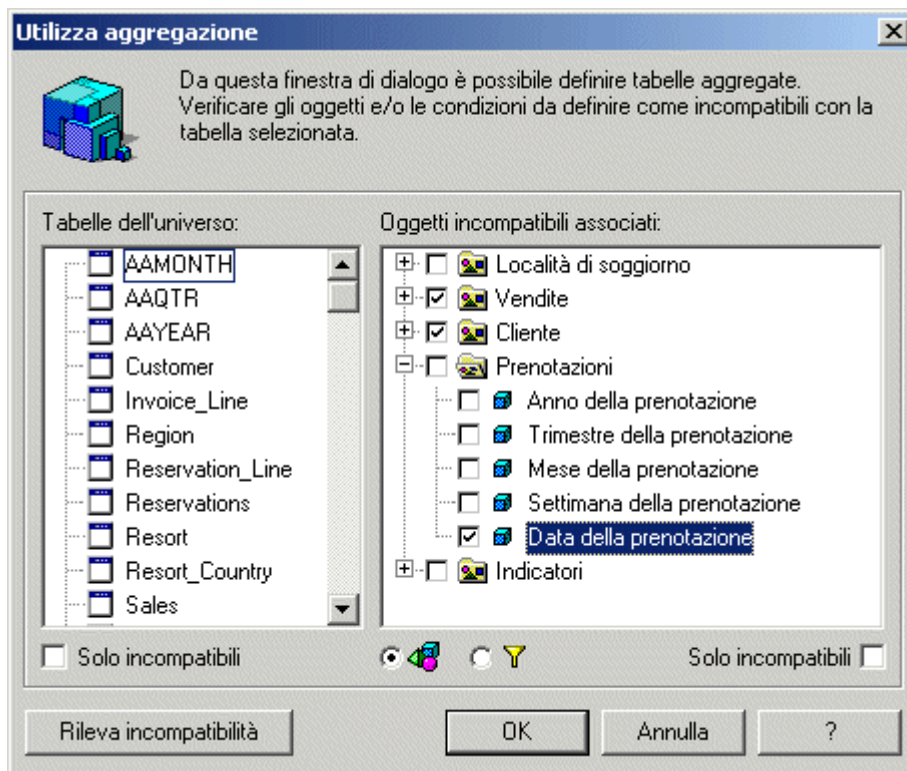 Utilizza aggregazione
Da questa finestra di dialogo è possibile definire tabelle aggregate.
Verificare gli oggetti e/o le condizioni da definire come incompatibili con la
tabella selezionata.
Tabelle dell'universo:
AAMONTH
AAQTR
AAYEAR
Customer
Invoice_Line
Region
Reservation_Line
Reservations
Resort
Resort_Country
Sales
Solo incompatibili
Oggetti incompatibili associati:
Località di soggiorno
Vendite
Cliente
Prenotazioni
Anno della prenotazione
Trimestre della prenotazione
Mese della prenotazione
Settimana della prenotazione
Data della prenotazione
Indicatori
Solo incompatibili
Rileva incompatibilità
OK
Annulla
?